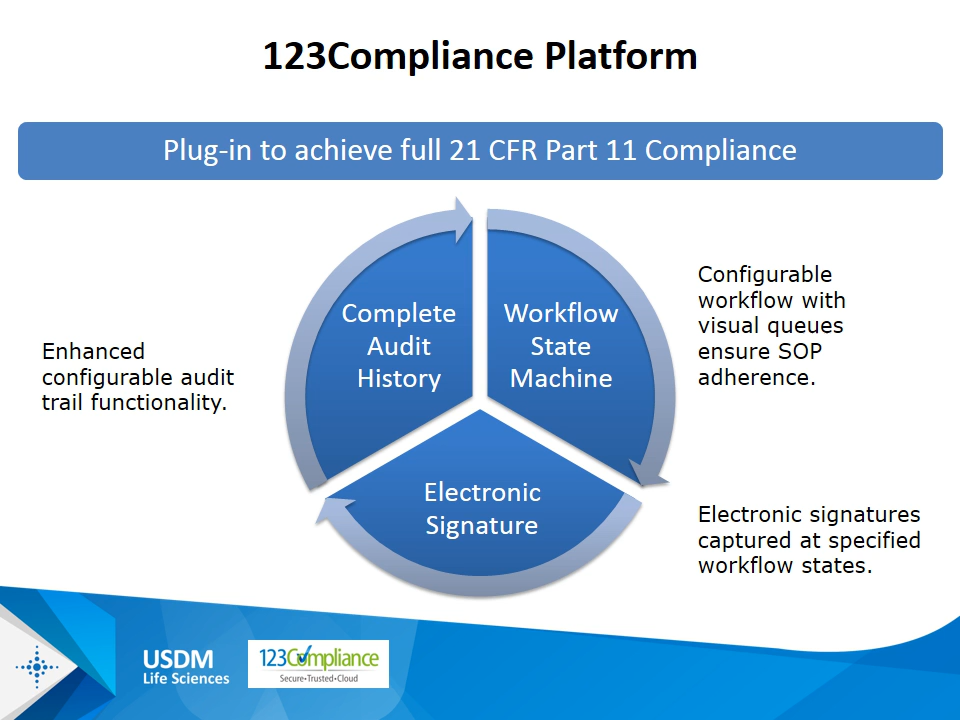 123Compliance Platform
Plug-in to achieve full 21 CFR Part 11 Compliance
Complete
Audit
History
Workflow
State
Machine
Electronic
Signature
Enhanced
configurable audit
trail functionality.
Configurable
workflow with
visual queues
ensure SOP
adherence.
Electronic signatures
captured at specified
workflow states.
USDM
Life Sciences
123Compliance
Secure•Trusted•Cloud